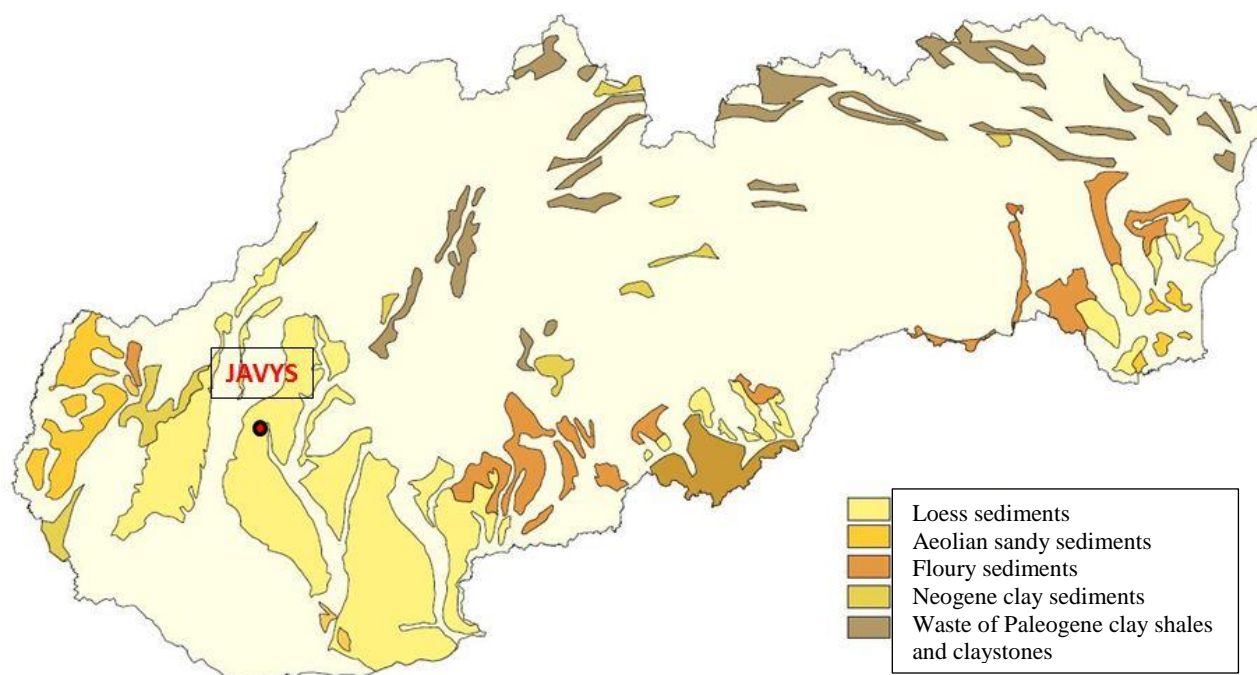 JAVYS
Loess sediments
Aeolian sandy sediments
Floury sediments
Neogene clay sediments
Waste of Paleogene clay shales
and claystones